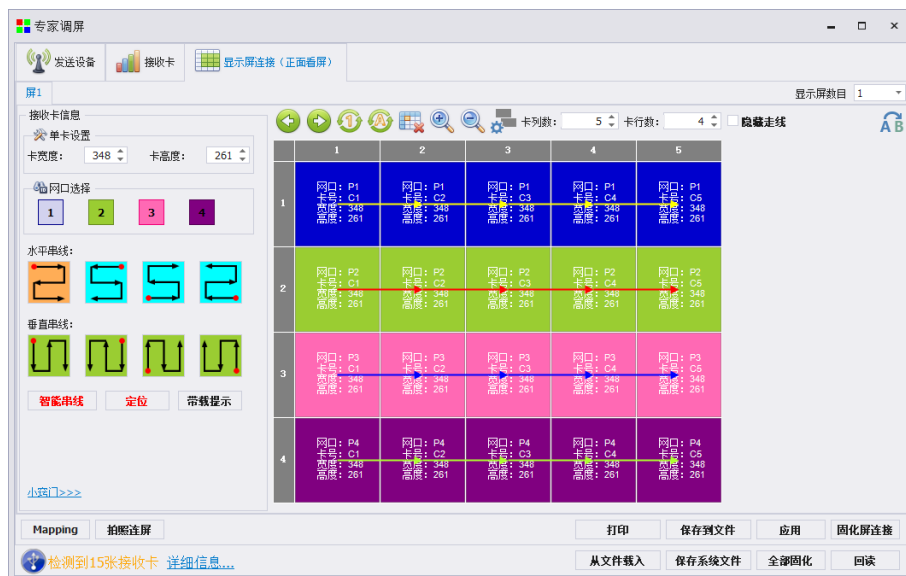 专家调屏
发送设备 接收卡 显示屏连接（正面看屏）
屏1 显示屏数目 1
接收卡信息
单卡设置
卡宽度： 348 卡高度： 261
网口选择
1 2 3 4
水平串线：
垂直串线：
智能串线 定位 带载提示
小窍门>>>
1 A 卡列数： 5 卡行数： 4 隐藏走线 A B
1 2 3 4 5
1
网口：P1 网口：P1 网口：P1 网口：P1 网口：P1
卡号：C1 卡号：C2 卡号：C3 卡号：C4 卡号：C5
宽度：348 宽度：348 宽度：348 宽度：348 宽度：348
高度：261 高度：261 高度：261 高度：261 高度：261
2
网口：P2 网口：P2 网口：P2 网口：P2 网口：P2
卡号：C1 卡号：C2 卡号：C3 卡号：C4 卡号：C5
宽度：348 宽度：348 宽度：348 宽度：348 宽度：348
高度：261 高度：261 高度：261 高度：261 高度：261
3
网口：P3 网口：P3 网口：P3 网口：P3 网口：P3
卡号：C1 卡号：C2 卡号：C3 卡号：C4 卡号：C5
宽度：348 宽度：348 宽度：348 宽度：348 宽度：348
高度：261 高度：261 高度：261 高度：261 高度：261
4
网口：P4 网口：P4 网口：P4 网口：P4 网口：P4
卡号：C1 卡号：C2 卡号：C3 卡号：C4 卡号：C5
宽度：348 宽度：348 宽度：348 宽度：348 宽度：348
高度：261 高度：261 高度：261 高度：261 高度：261
Mapping 拍照连屏 打印 保存到文件 应用 固化屏连接
检测到15张接收卡 详细信息... 从文件载入 保存系统文件 全部固化 回读